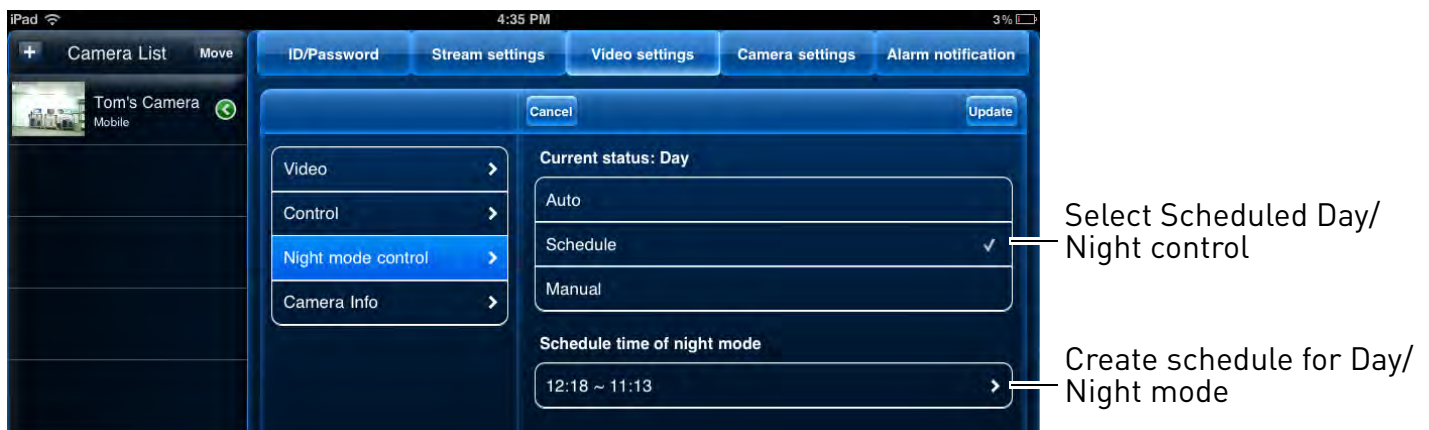 iPad 4:35 PM 3%
+ Camera List Move
ID/Password Stream settings Video settings Camera settings Alarm notification
Tom's Camera
Mobile
Cancel Update
Video
Control
Night mode control
Camera Info
Current status: Day
Auto
Schedule
Manual
Schedule time of night mode
12:18 ~ 11:13
Select Scheduled Day/
Night control
Create schedule for Day/
Night mode